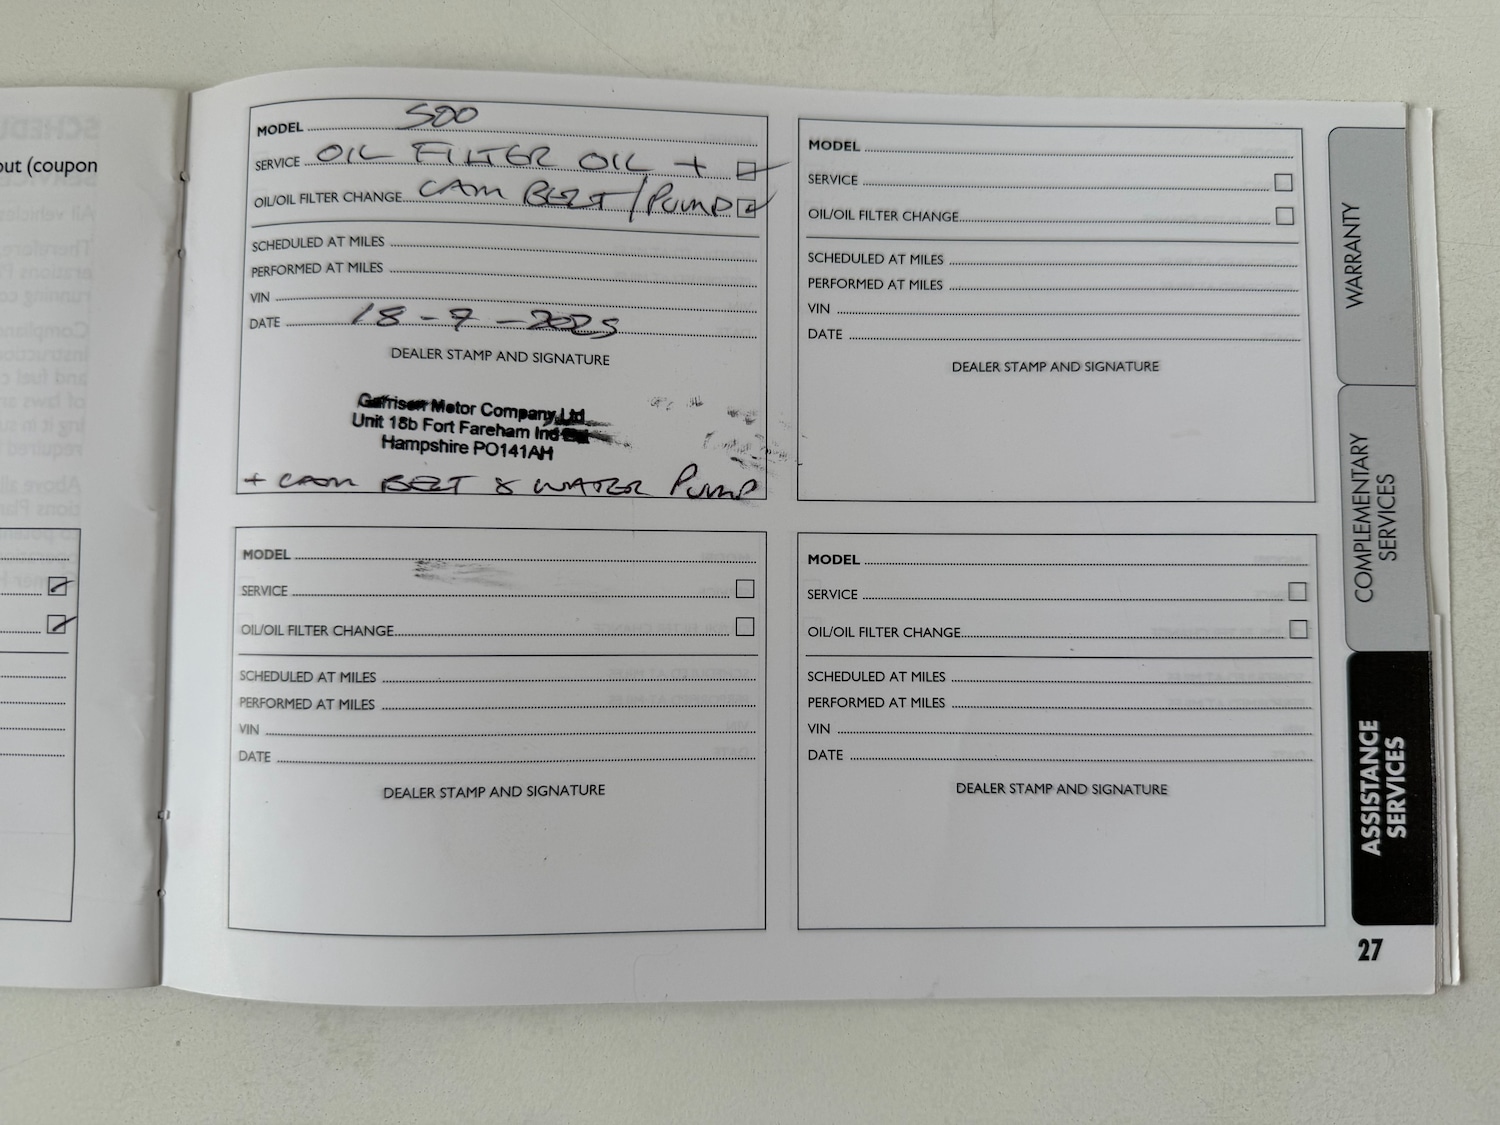 out (coupon
MODEL 500
SERVICE OIL FILTER OIL +
OIL/OIL FILTER CHANGE CAM BELT/PUMP
SCHEDULED AT MILES
PERFORMED AT MILES
VIN
DATE 18-7-2025
DEALER STAMP AND SIGNATURE
Garrison Motor Company Ltd
Unit 18b Fort Fareham Ind Est
Hampshire PO141AH
+ CAM BELT & WATER PUMP
MODEL
SERVICE
OIL/OIL FILTER CHANGE
SCHEDULED AT MILES
PERFORMED AT MILES
VIN
DATE
DEALER STAMP AND SIGNATURE
MODEL
SERVICE
OIL/OIL FILTER CHANGE
SCHEDULED AT MILES
PERFORMED AT MILES
VIN
DATE
DEALER STAMP AND SIGNATURE
MODEL
SERVICE
OIL/OIL FILTER CHANGE
SCHEDULED AT MILES
PERFORMED AT MILES
VIN
DATE
DEALER STAMP AND SIGNATURE
WARRANTY
COMPLEMENTARY
SERVICES
ASSISTANCE
SERVICES
27